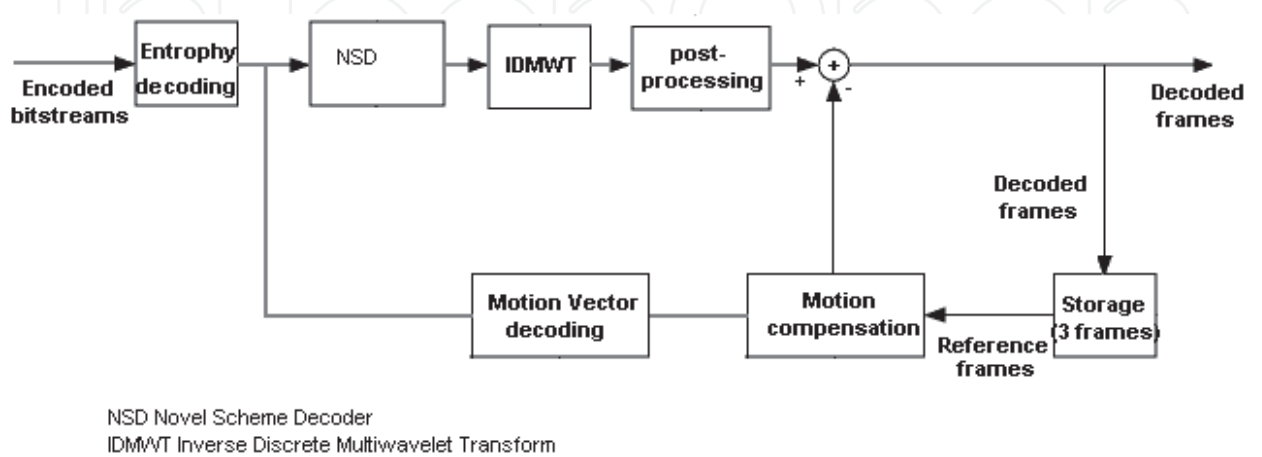 Entrophy
decoding
NSD
IDMWT
post-
processing
+
+
-
Encoded
bitstreams
Decoded
frames
Decoded
frames
Motion Vector
decoding
Motion
compensation
Storage
(3 frames)
Reference
frames
NSD Novel Scheme Decoder
IDMWT Inverse Discrete Multiwavelet Transform